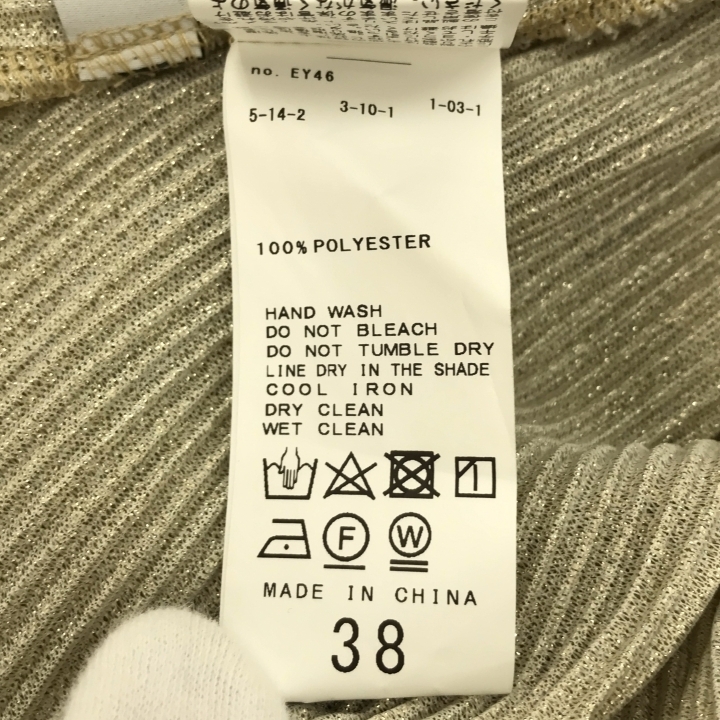 no. EY46
5-14-2 3-10-1 1-03-1
100% POLYESTER
HAND WASH
DO NOT BLEACH
DO NOT TUMBLE DRY
LINE DRY IN THE SHADE
COOL IRON
DRY CLEAN
WET CLEAN
F W
MADE IN CHINA
38